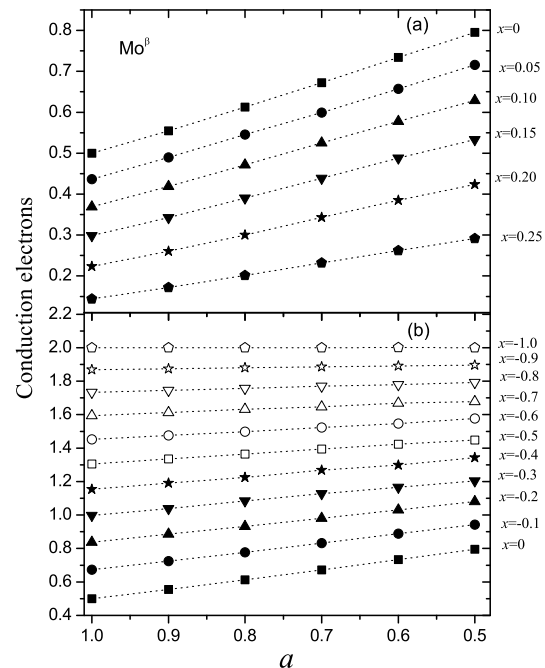 (a)
Mo^β
x=0
x=0.05
x=0.10
x=0.15
x=0.20
x=0.25
0.8
0.7
0.6
0.5
0.4
0.3
0.2
Conduction electrons
(b)
2.2
2.0
1.8
1.6
1.4
1.2
1.0
0.8
0.6
0.4
x=-1.0
x=-0.9
x=-0.8
x=-0.7
x=-0.6
x=-0.5
x=-0.4
x=-0.3
x=-0.2
x=-0.1
x=0
1.0 0.9 0.8 0.7 0.6 0.5
a